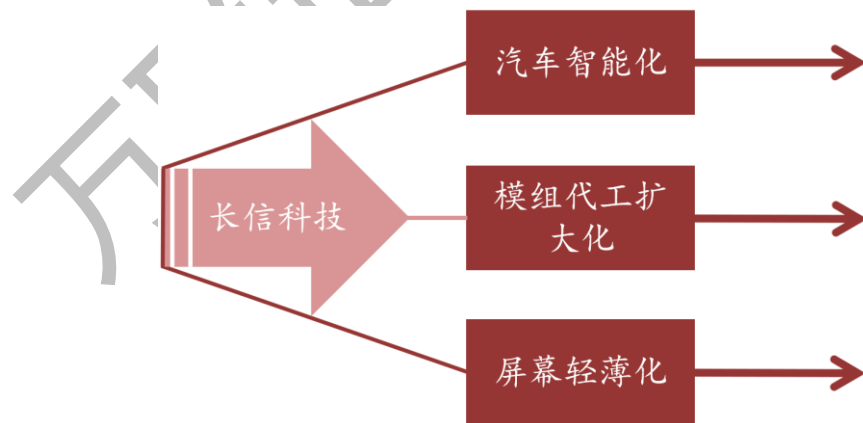 汽车智能化
长信科技
模组代工扩
大化
屏幕轻薄化